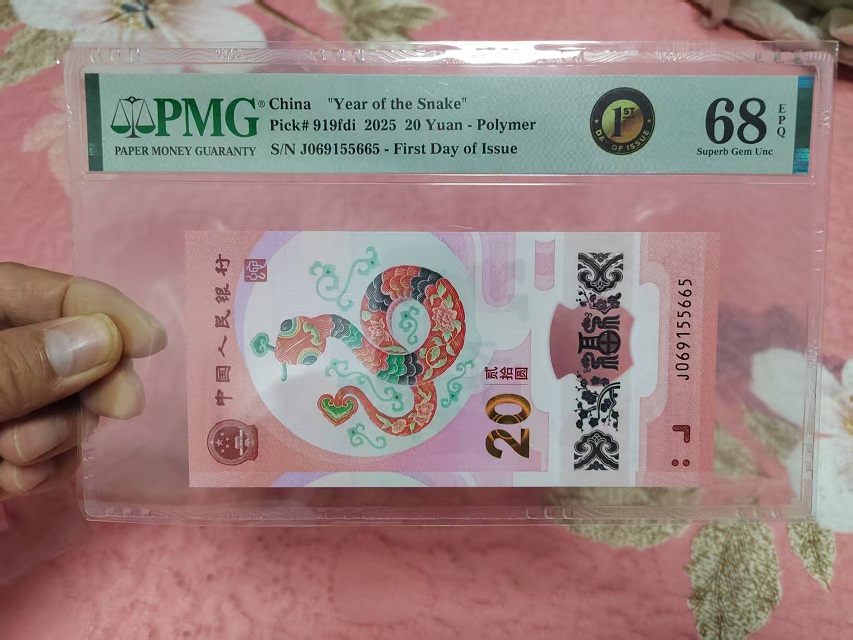 PMG®
PAPER MONEY GUARANTY
China "Year of the Snake"
Pick# 919fdi 2025 20 Yuan - Polymer
S/N J069155665 - First Day of Issue
1ST
DAY OF ISSUE
68
EPQ
Superb Gem Unc
中国人民银行
贰拾圆
20
福
J069155665